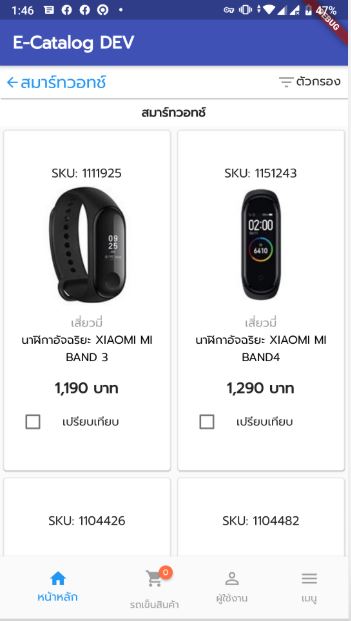 1:46
47%
DEBUG
E-Catalog DEV
สมาร์ทวอทช์
ตัวกรอง
สมาร์ทวอทช์
SKU: 1111925
SKU: 1151243
09
25
02:00
6410
เสี่ยวมี่
เสี่ยวมี่
นาฬิกาอัจฉริยะ XIAOMI MI
BAND 3
นาฬิกาอัจฉริยะ XIAOMI MI
BAND4
1,190 บาท
1,290 บาท
เปรียบเทียบ
เปรียบเทียบ
SKU: 1104426
SKU: 1104482
0
หน้าหลัก
รถเข็นสินค้า
ผู้ใช้งาน
เมนู